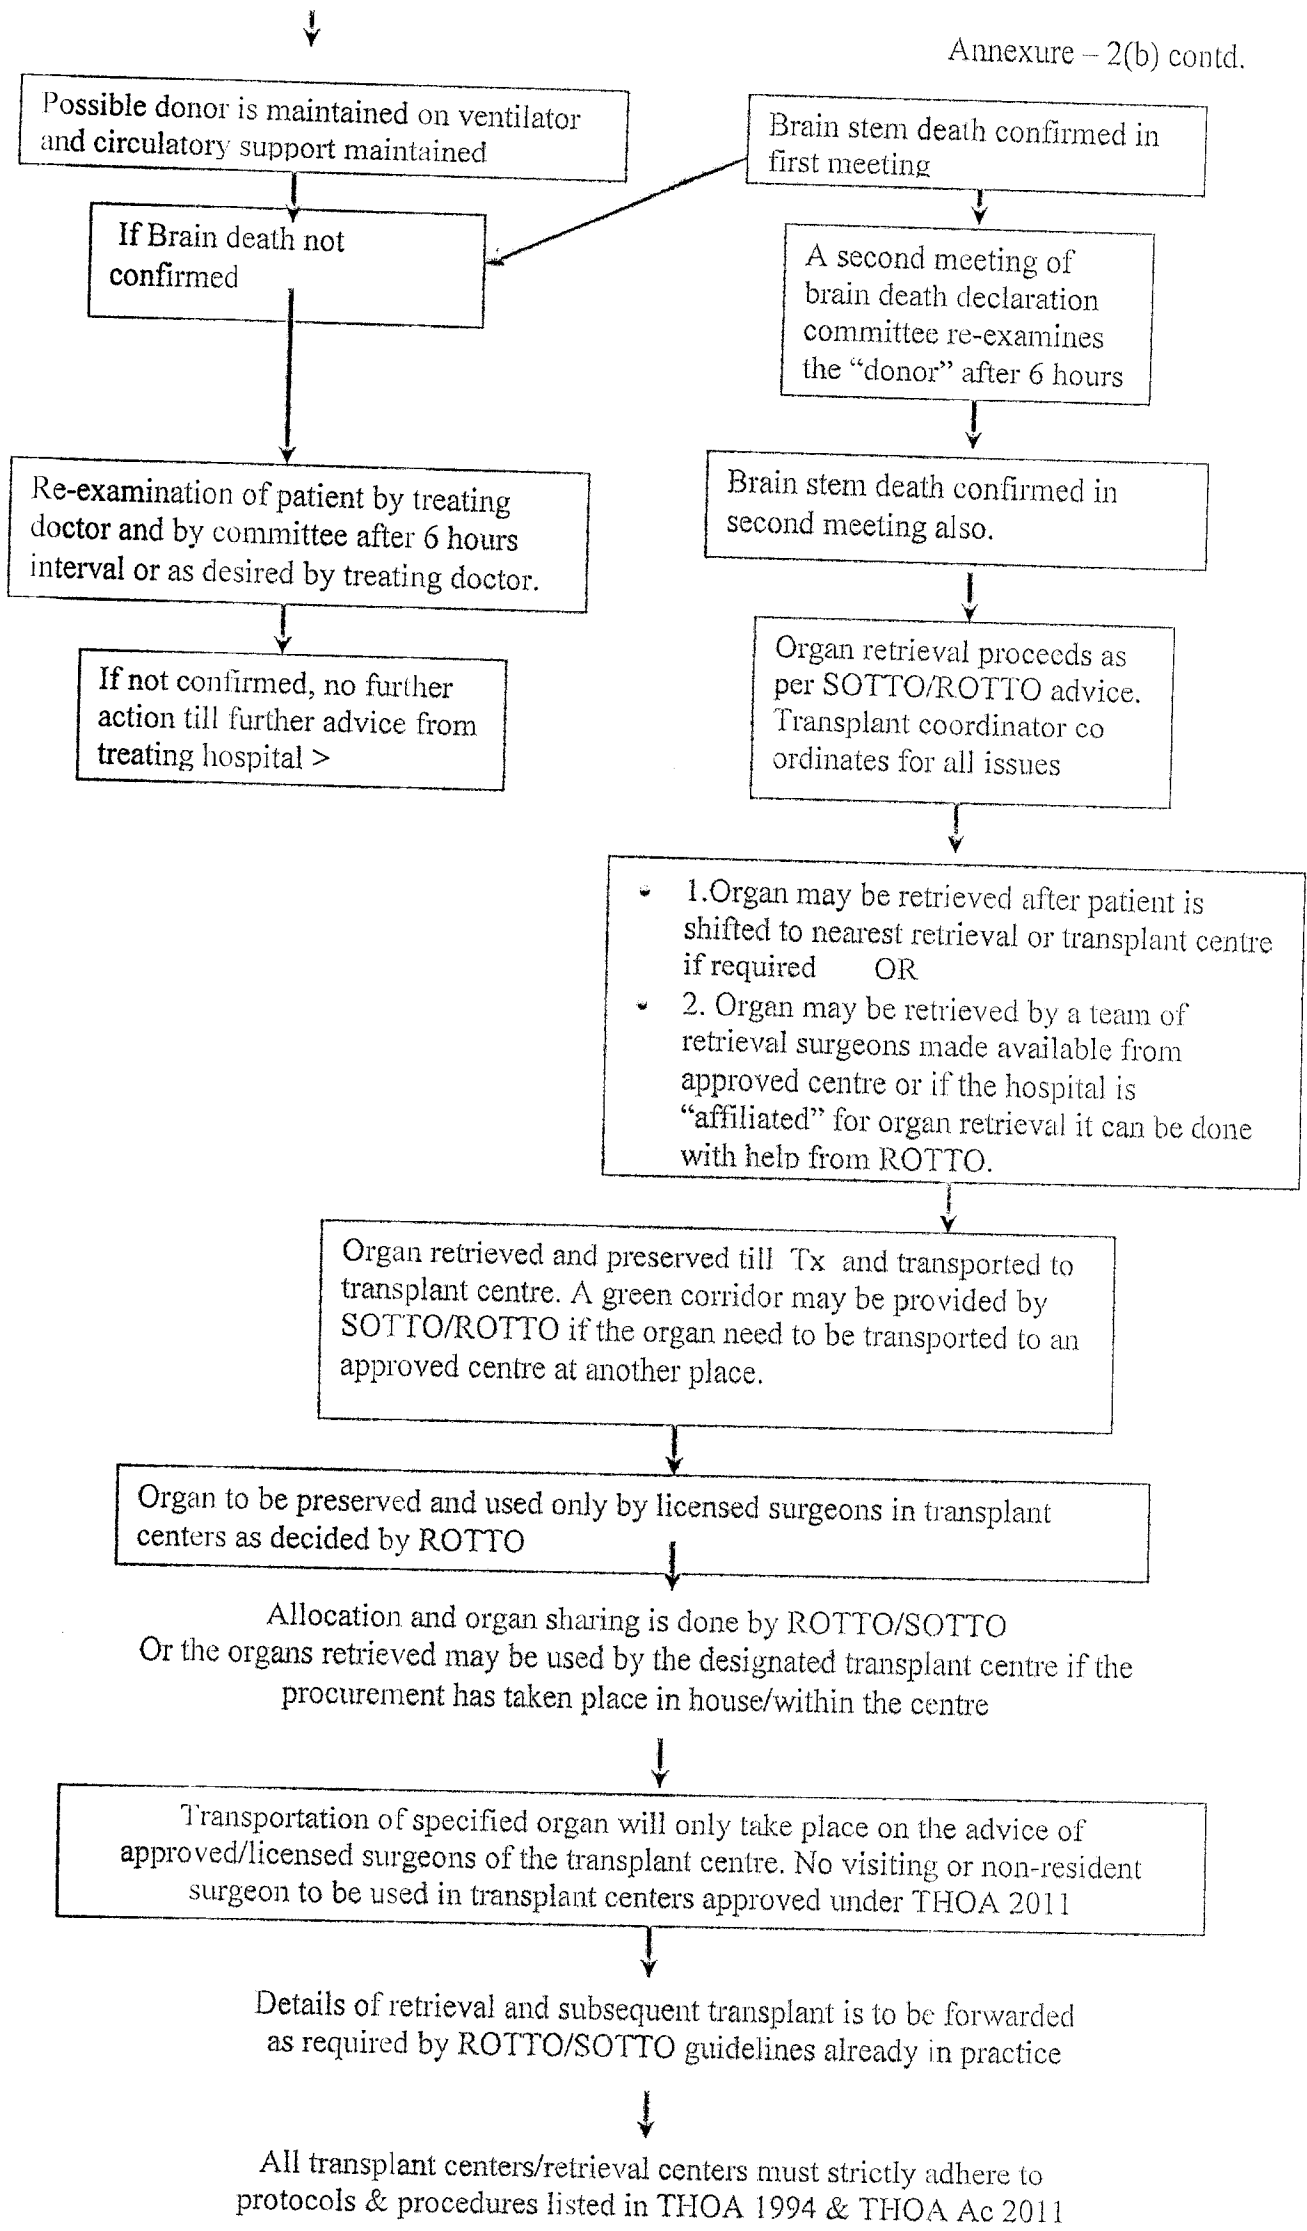 Annexure – 2(b) contd.
Possible donor is maintained on ventilator
and circulatory support maintained
Brain stem death confirmed in
first meeting
If Brain death not
confirmed
A second meeting of
brain death declaration
committee re-examines
the “donor” after 6 hours
Re-examination of patient by treating
doctor and by committee after 6 hours
interval or as desired by treating doctor.
Brain stem death confirmed in
second meeting also.
If not confirmed, no further
action till further advice from
treating hospital >
Organ retrieval proceeds as
per SOTTO/ROTTO advice.
Transplant coordinator co
ordinates for all issues
• 1.Organ may be retrieved after patient is
shifted to nearest retrieval or transplant centre
if required OR
• 2. Organ may be retrieved by a team of
retrieval surgeons made available from
approved centre or if the hospital is
“affiliated” for organ retrieval it can be done
with help from ROTTO.
Organ retrieved and preserved till Tx and transported to
transplant centre. A green corridor may be provided by
SOTTO/ROTTO if the organ need to be transported to an
approved centre at another place.
Organ to be preserved and used only by licensed surgeons in transplant
centers as decided by ROTTO
Allocation and organ sharing is done by ROTTO/SOTTO
Or the organs retrieved may be used by the designated transplant centre if the
procurement has taken place in house/within the centre
Transportation of specified organ will only take place on the advice of
approved/licensed surgeons of the transplant centre. No visiting or non-resident
surgeon to be used in transplant centers approved under THOA 2011
Details of retrieval and subsequent transplant is to be forwarded
as required by ROTTO/SOTTO guidelines already in practice
All transplant centers/retrieval centers must strictly adhere to
protocols & procedures listed in THOA 1994 & THOA Ac 2011